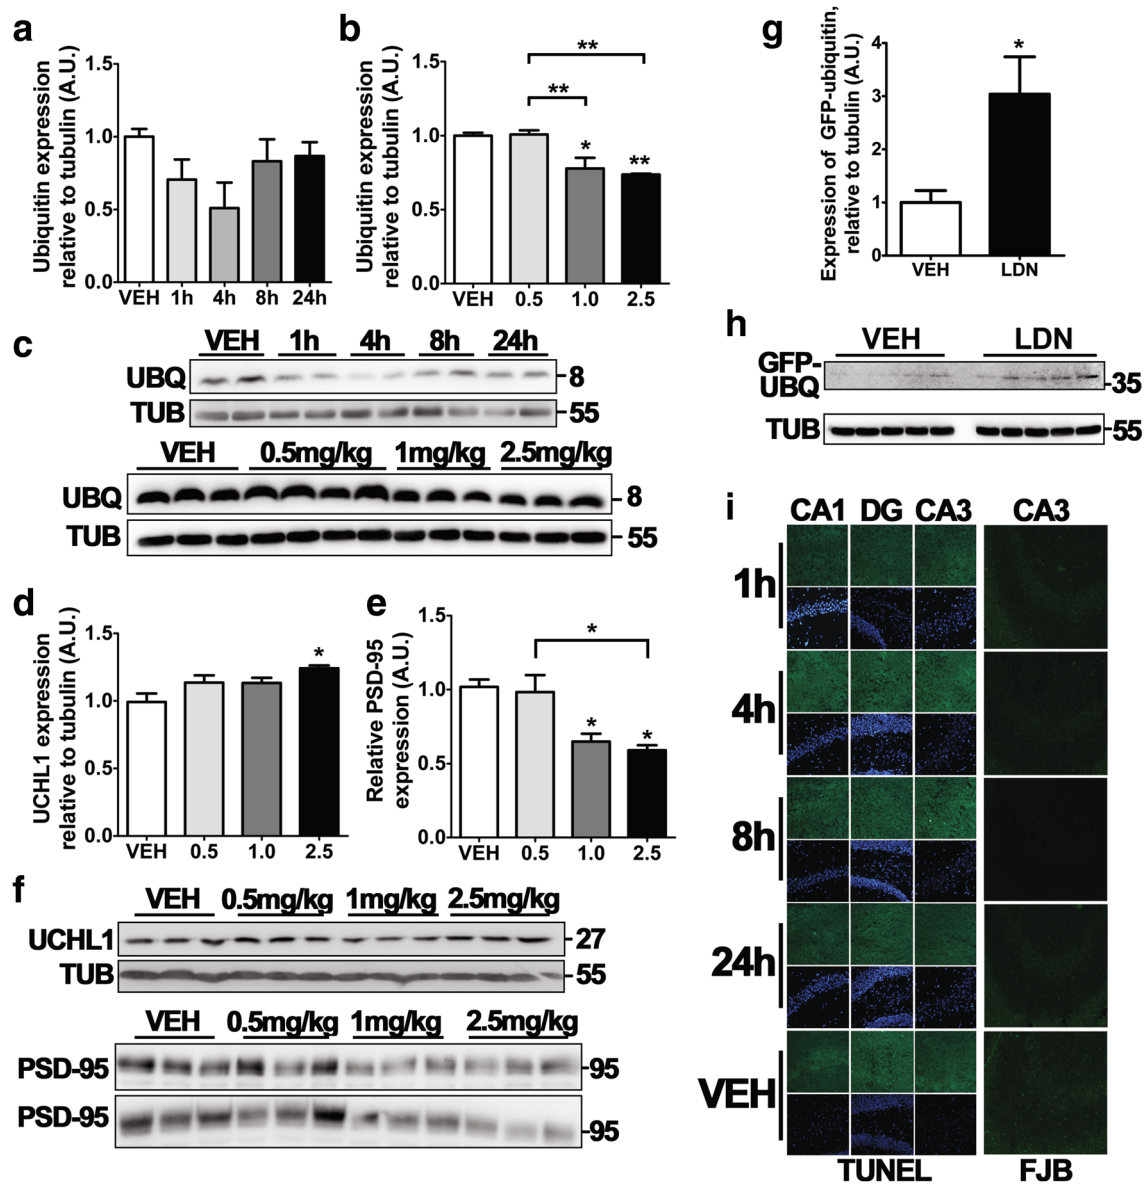 a
Ubiquitin expression
relative to tubulin (A.U.)
1.5
1.0
0.5
0.0
VEH 1h 4h 8h 24h
b
Ubiquitin expression
relative to tubulin (A.U.)
1.5
1.0
0.5
0.0
**
**
*
**
VEH 0.5 1.0 2.5
g
Expression of GFP-ubiquitin,
relative to tubulin (A.U.)
4
3
2
1
0
*
VEH LDN
c
VEH 1h 4h 8h 24h
UBQ 8
TUB 55
VEH 0.5mg/kg 1mg/kg 2.5mg/kg
UBQ 8
TUB 55
h
VEH LDN
GFP-
UBQ 35
TUB 55
d
UCHL1 expression
relative to tubulin (A.U.)
1.5
1.0
0.5
0.0
*
VEH 0.5 1.0 2.5
e
Relative PSD-95
expression (A.U.)
1.5
1.0
0.5
0.0
*
*
*
VEH 0.5 1.0 2.5
f
VEH 0.5mg/kg 1mg/kg 2.5mg/kg
UCHL1 27
TUB 55
VEH 0.5mg/kg 1mg/kg 2.5mg/kg
PSD-95 95
PSD-95 95
i
CA1 DG CA3 CA3
1h
4h
8h
24h
VEH
TUNEL FJB